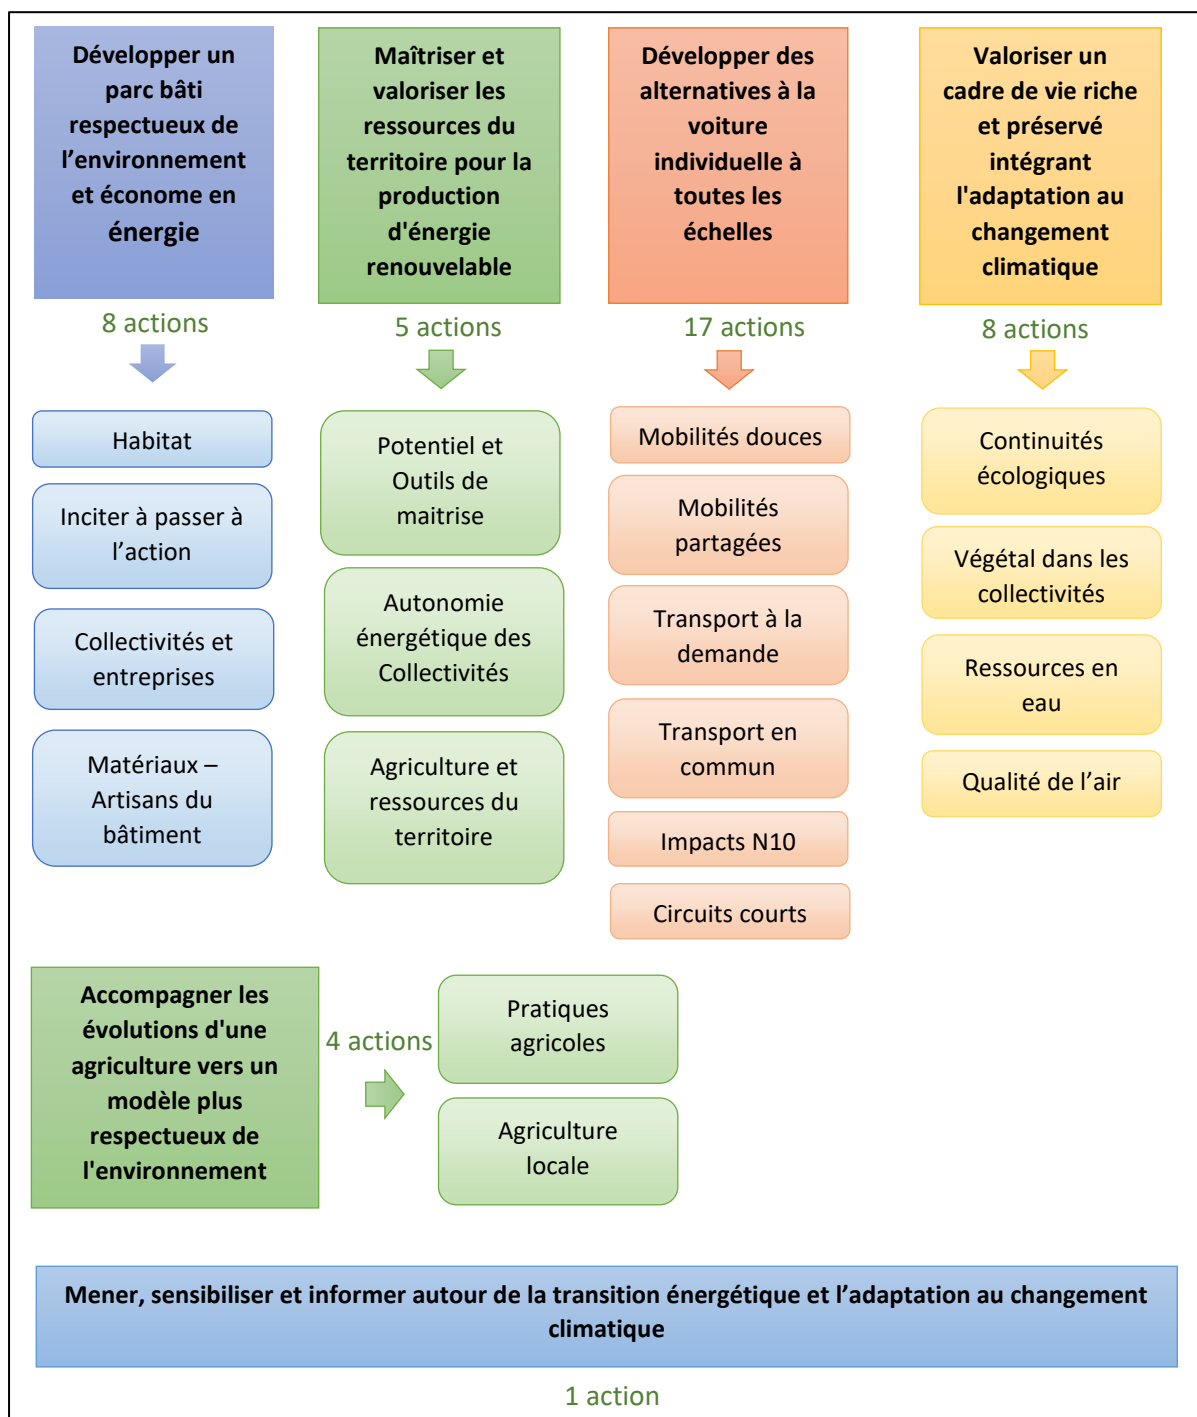 Développer un
parc bâti
respectueux de
l’environnement
et économe en
énergie
8 actions
Habitat
Inciter à passer à
l’action
Collectivités et
entreprises
Matériaux –
Artisans du
bâtiment
Maîtriser et
valoriser les
ressources du
territoire pour la
production
d'énergie
renouvelable
5 actions
Potentiel et
Outils de
maitrise
Autonomie
énergétique des
Collectivités
Agriculture et
ressources du
territoire
Développer des
alternatives à la
voiture
individuelle à
toutes les
échelles
17 actions
Mobilités douces
Mobilités
partagées
Transport à la
demande
Transport en
commun
Impacts N10
Circuits courts
Valoriser un
cadre de vie riche
et préservé
intégrant
l'adaptation au
changement
climatique
8 actions
Continuités
écologiques
Végétal dans les
collectivités
Ressources en
eau
Qualité de l’air
Accompagner les
évolutions d'une
agriculture vers un
modèle plus
respectueux de
l'environnement
4 actions
Pratiques
agricoles
Agriculture
locale
Mener, sensibiliser et informer autour de la transition énergétique et l’adaptation au changement
climatique
1 action